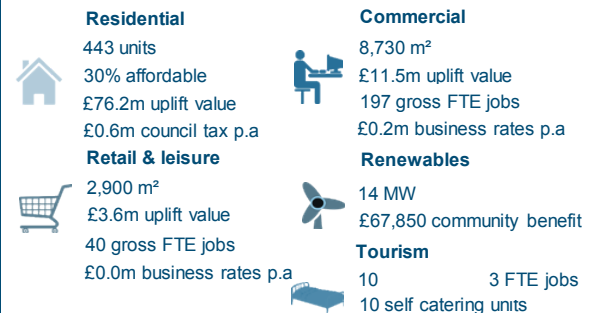 Residential
443 units
30% affordable
£76.2m uplift value
£0.6m council tax p.a
Commercial
8,730 m²
£11.5m uplift value
197 gross FTE jobs
£0.2m business rates p.a
Retail & leisure
2,900 m²
£3.6m uplift value
40 gross FTE jobs
£0.0m business rates p.a
Renewables
14 MW
£67,850 community benefit
Tourism
10 3 FTE jobs
10 self catering units